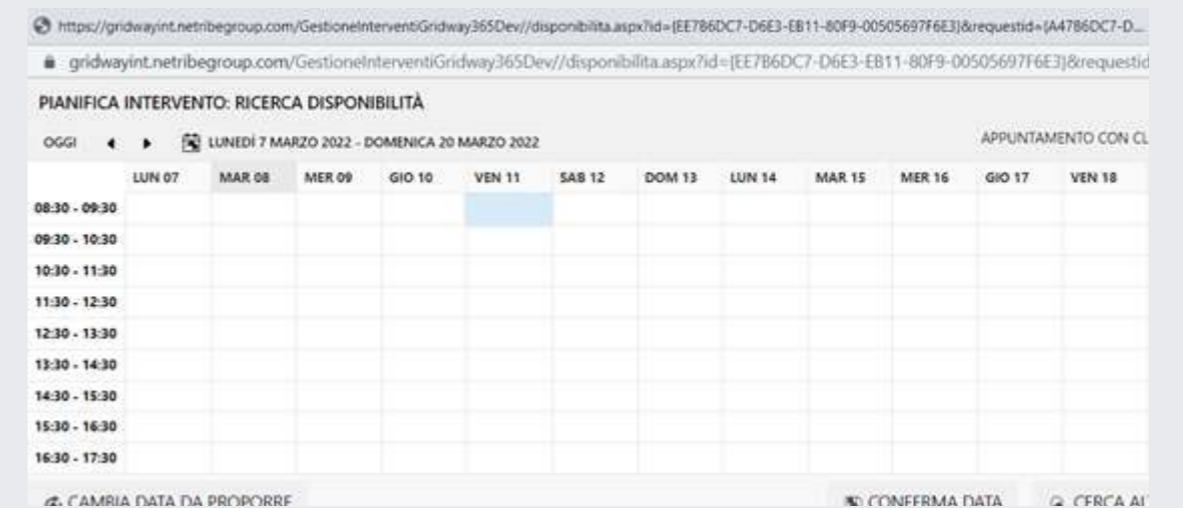 https://gridwayint.netribegroup.com/GestioneInterventiGridway365Dev//disponibilita.aspx?id={EE7B6DC7-D6E3-EB11-80F9-00505697F6E3}&requestid={A47B6DC7-D...
gridwayint.netribegroup.com/GestioneInterventiGridway365Dev//disponibilita.aspx?id={EE7B6DC7-D6E3-EB11-80F9-00505697F6E3}&requestid
PIANIFICA INTERVENTO: RICERCA DISPONIBILITÀ
OGGI LUNEDÌ 7 MARZO 2022 - DOMENICA 20 MARZO 2022 APPUNTAMENTO CON CL
LUN 07 MAR 08 MER 09 GIO 10 VEN 11 SAB 12 DOM 13 LUN 14 MAR 15 MER 16 GIO 17 VEN 18
08:30 - 09:30
09:30 - 10:30
10:30 - 11:30
11:30 - 12:30
12:30 - 13:30
13:30 - 14:30
14:30 - 15:30
15:30 - 16:30
16:30 - 17:30
CAMBIA DATA DA PROPORRE CONFERMA DATA CERCA AL